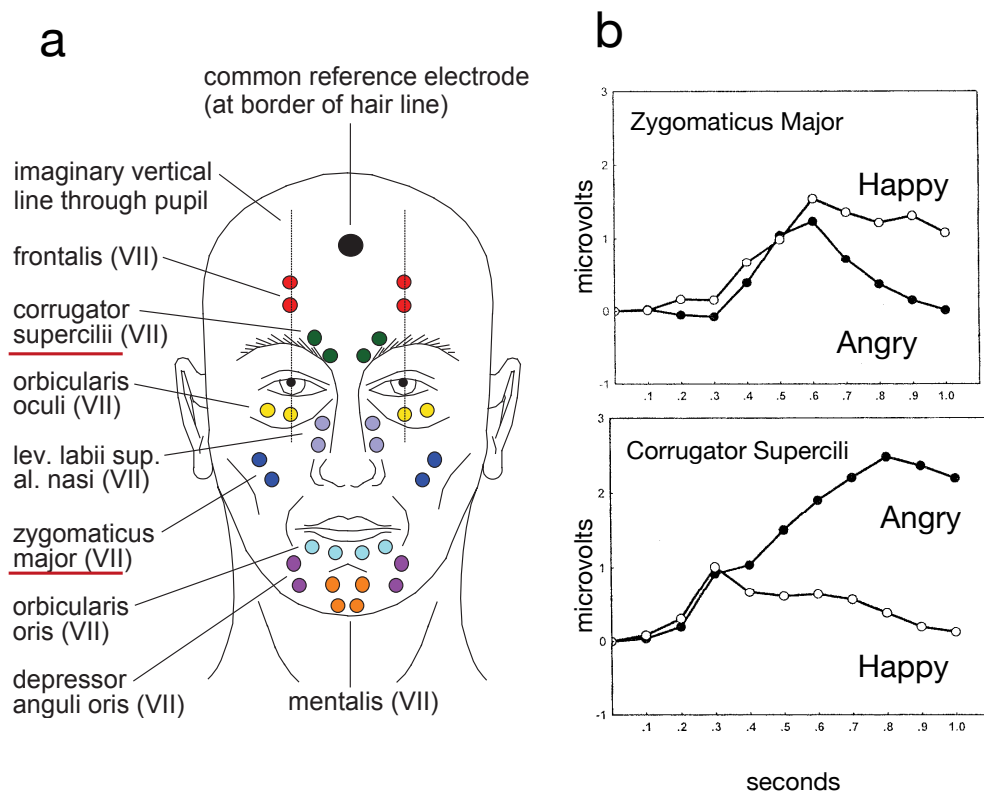 a
common reference electrode
(at border of hair line)
imaginary vertical
line through pupil
frontalis (VII)
corrugator
supercilii (VII)
orbicularis
oculi (VII)
lev. labii sup.
al. nasi (VII)
zygomaticus
major (VII)
orbicularis
oris (VII)
depressor
anguli oris (VII)
mentalis (VII)
b
3
Zygomaticus Major
2
Happy
microvolts
1
0
Angry
-1
.1 .2 .3 .4 .5 .6 .7 .8 .9 1.0
3
Corrugator Supercili
2
Angry
microvolts
1
0
Happy
-1
.1 .2 .3 .4 .5 .6 .7 .8 .9 1.0
seconds